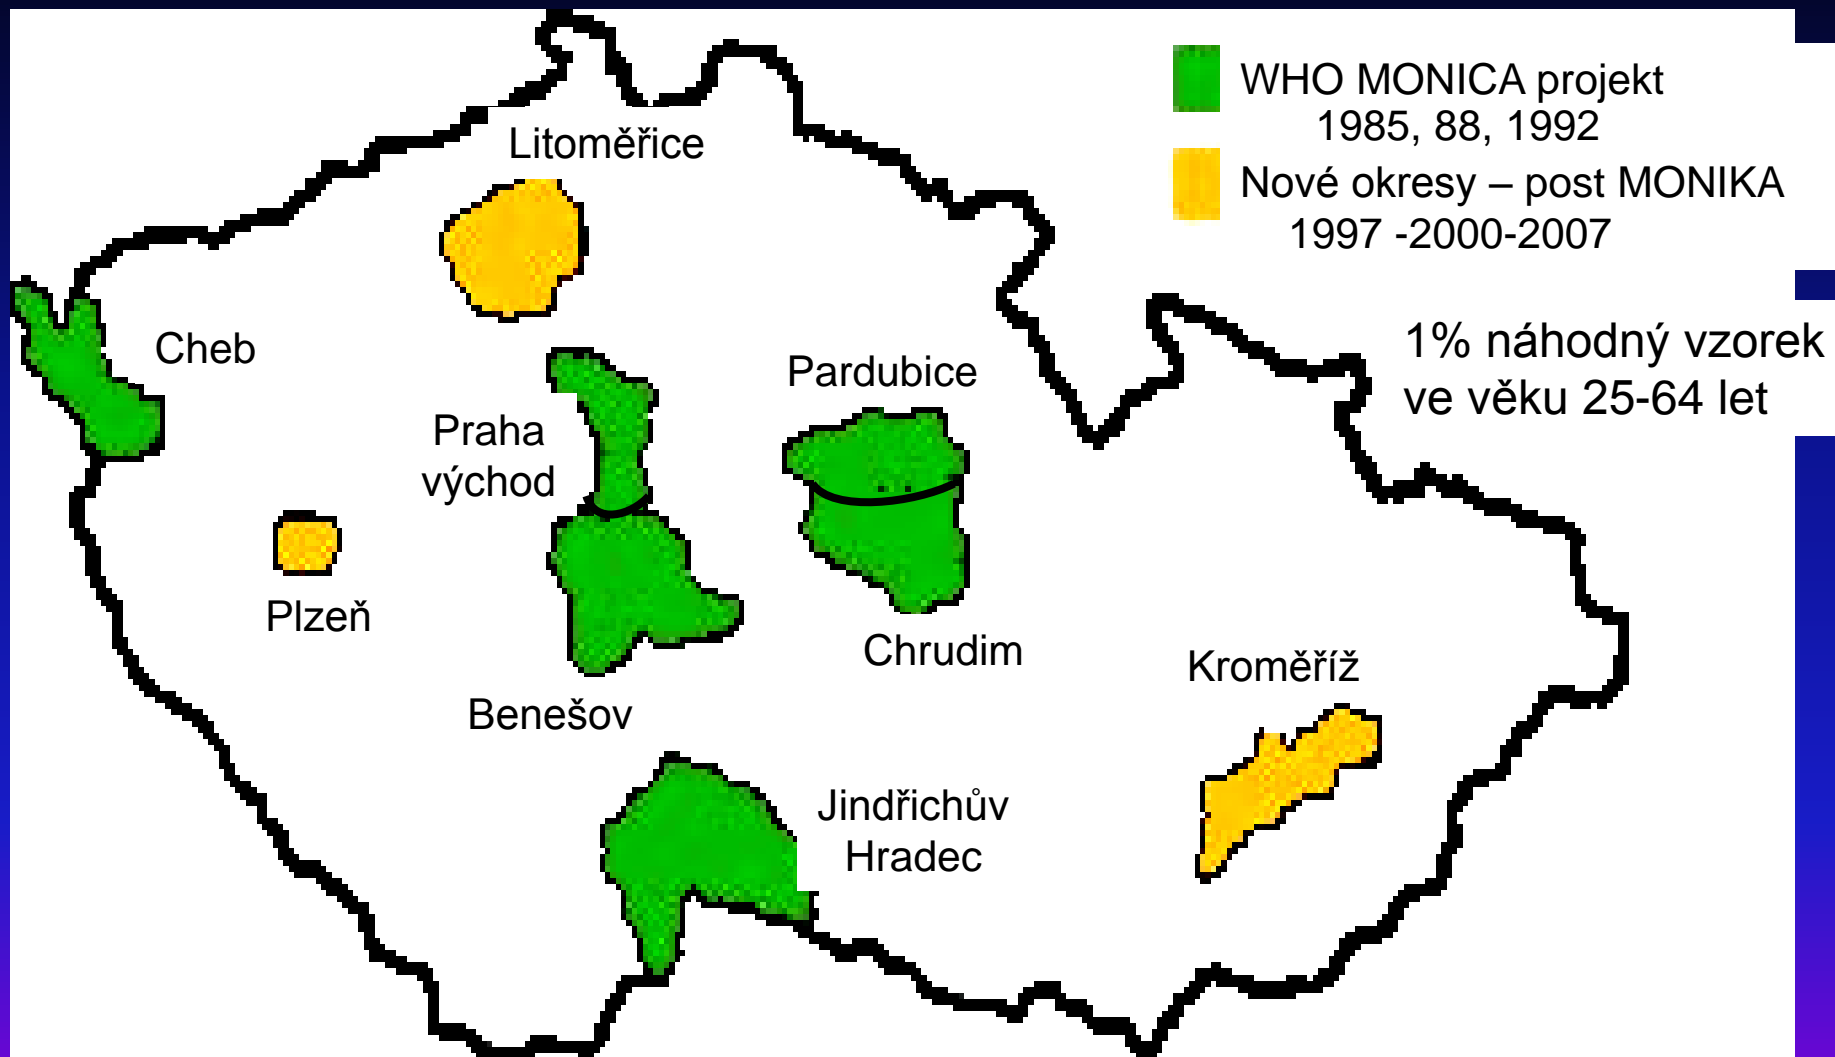 WHO MONICA projekt
1985, 88, 1992
Nové okresy – post MONIKA
1997 -2000-2007
1% náhodný vzorek
ve věku 25-64 let
Litoměřice
Cheb
Pardubice
Praha
východ
Plzeň
Chrudim
Kroměříž
Benešov
Jindřichův
Hradec